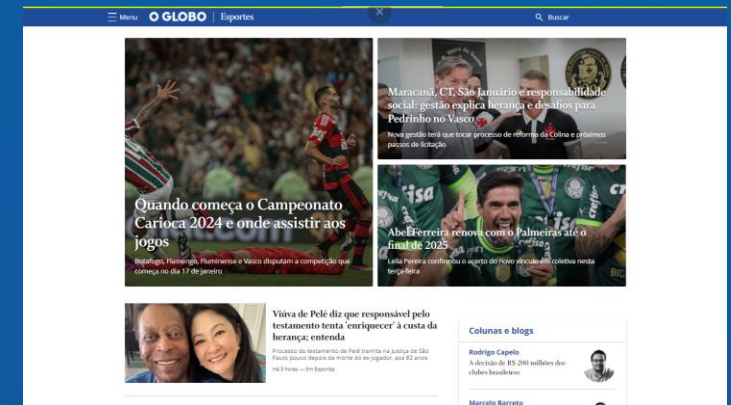 Menu O GLOBO | Esportes
Buscar
Quando começa o Campeonato
Carioca 2024 e onde assistir aos
jogos
Botafogo, Flamengo, Fluminense e Vasco disputam a competição que
começa no dia 17 de janeiro
Maracanã, CT, São Januário e responsabilidade
social: gestão explica herança e desafios para
Pedrinho no Vasco
Nova gestão terá que tocar processo de reforma da Colina e próximos
passos de licitação
Abel Ferreira renova com o Palmeiras até o
final de 2025
Leila Pereira confirmou o acerto do novo vínculo em coletiva nesta
terça-feira
Viúva de Pelé diz que responsável pelo
testamento tenta 'enriquecer' à custa da
herança; entenda
Processo do testamento de Pelé tramita na Justiça de São
Paulo pouco depois da morte do ex-jogador, aos 82 anos
Há 3 horas — Em Esportes
Colunas e blogs
Rodrigo Capelo
A decisão de R$ 200 milhões dos
clubes brasileiros
Marcelo Barreto